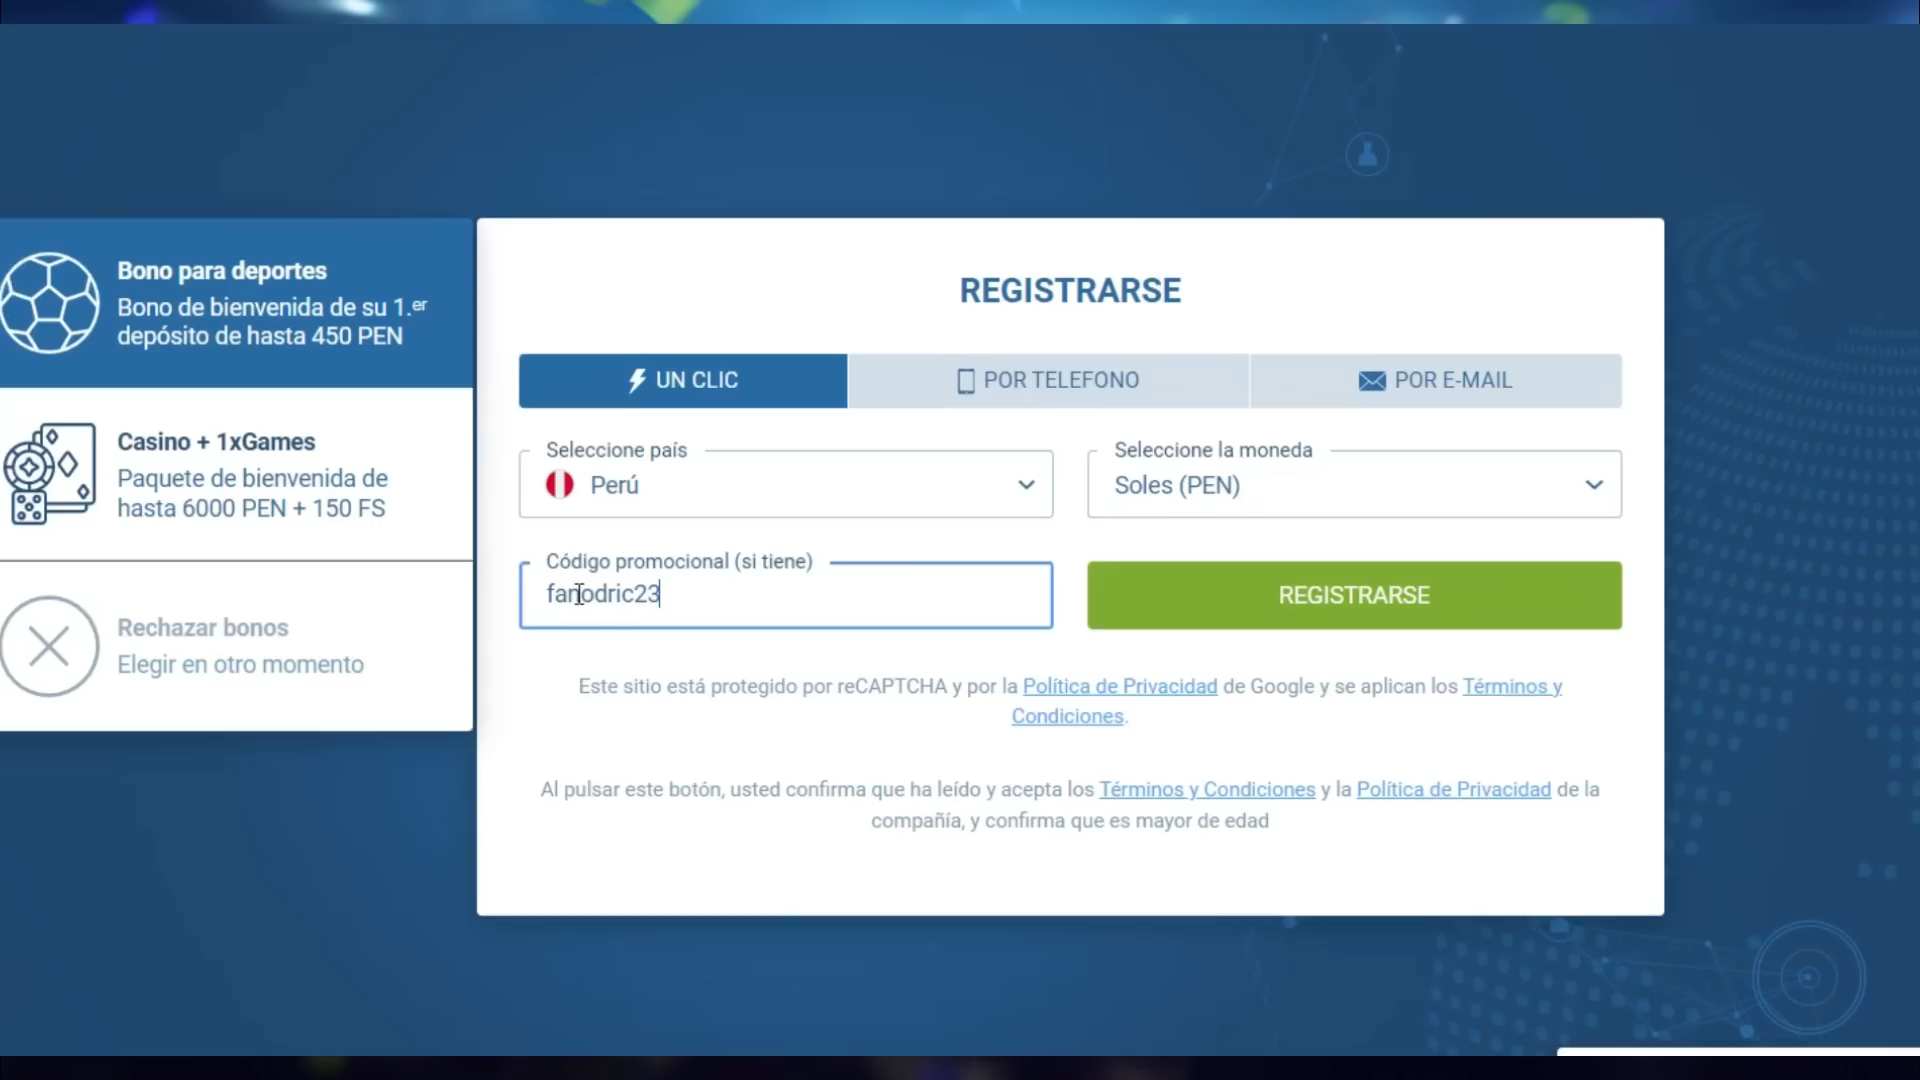 Bono para deportes
Bono de bienvenida de su 1.er
depósito de hasta 450 PEN
Casino + 1xGames
Paquete de bienvenida de
hasta 6000 PEN + 150 FS
Rechazar bonos
Elegir en otro momento
REGISTRARSE
UN CLIC
POR TELEFONO
POR E-MAIL
Seleccione país
Perú
Seleccione la moneda
Soles (PEN)
Código promocional (si tiene)
fanodric23
REGISTRARSE
Este sitio está protegido por reCAPTCHA y por la Política de Privacidad de Google y se aplican los Términos y
Condiciones.
Al pulsar este botón, usted confirma que ha leído y acepta los Términos y Condiciones y la Política de Privacidad de la
compañía, y confirma que es mayor de edad